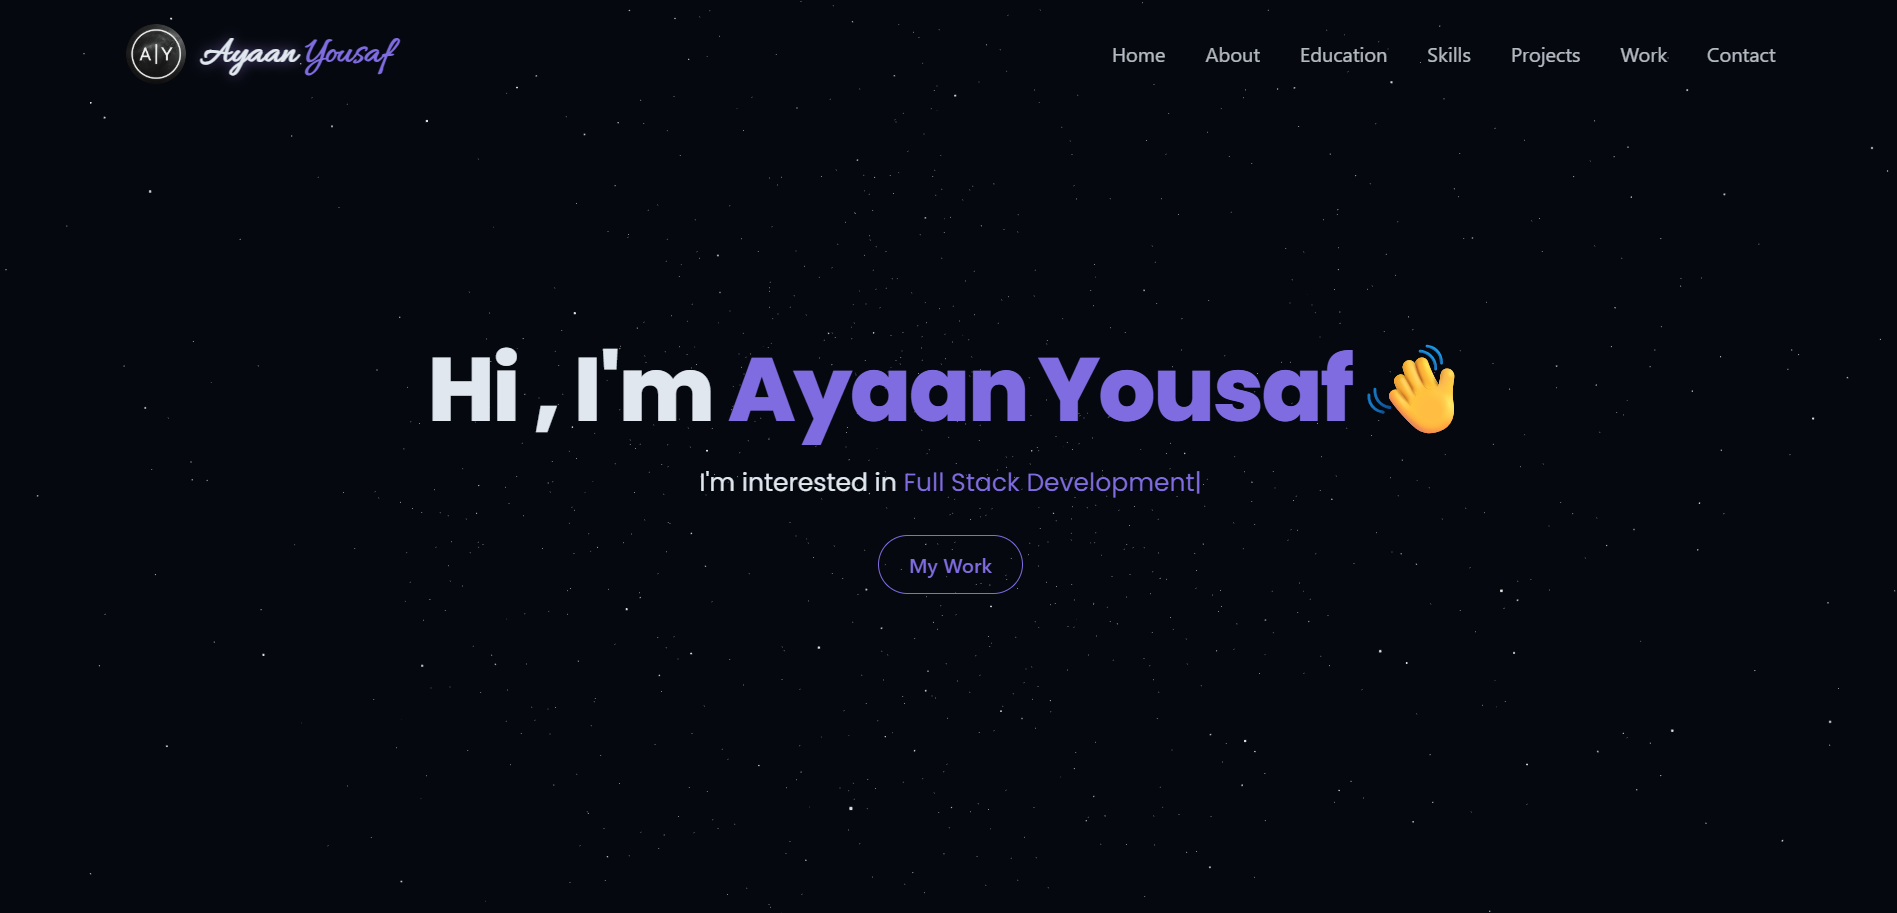 A|Y Ayaan Yousaf
Home About Education Skills Projects Work Contact
Hi , I'm Ayaan Yousaf 👋
I'm interested in Full Stack Development|
My Work